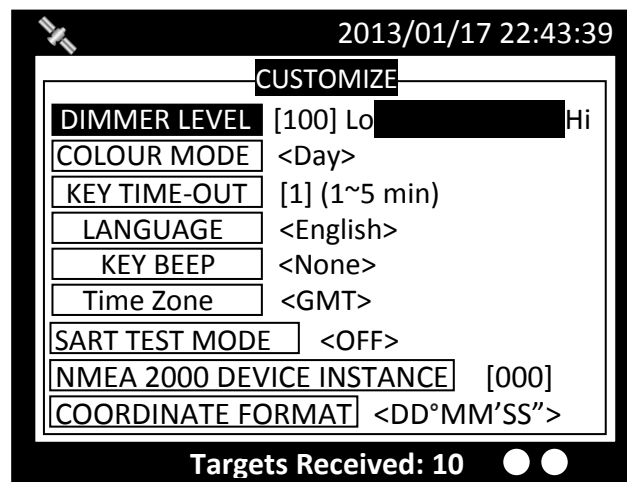 2013/01/17 22:43:39
CUSTOMIZE
DIMMER LEVEL [100] Lo Hi
COLOUR MODE <Day>
KEY TIME-OUT [1] (1~5 min)
LANGUAGE <English>
KEY BEEP <None>
Time Zone <GMT>
SART TEST MODE <OFF>
NMEA 2000 DEVICE INSTANCE [000]
COORDINATE FORMAT <DD°MM’SS”>
Targets Received: 10